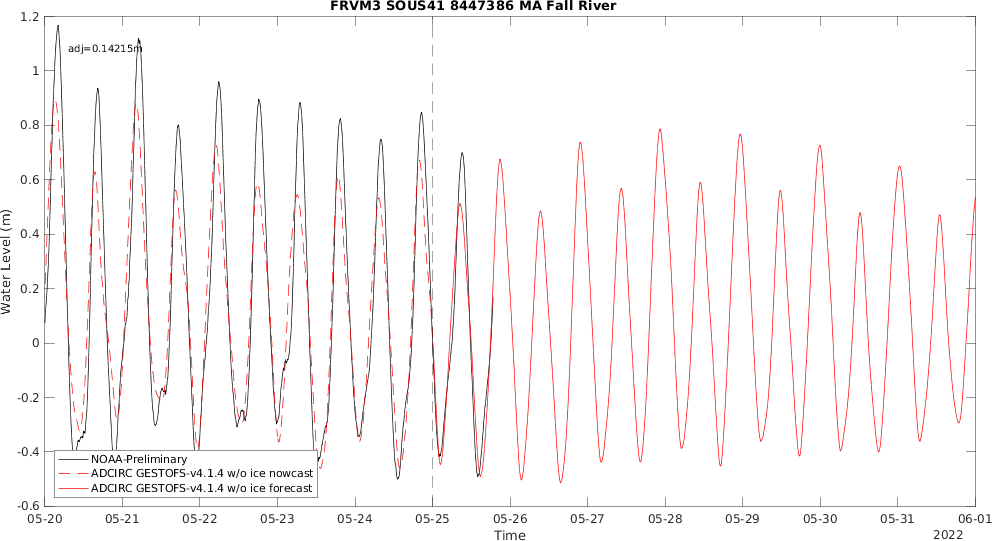 FRVM3 SOUS41 8447386 MA Fall River
adj=0.14215m
Water Level (m)
1.2
1
0.8
0.6
0.4
0.2
0
-0.2
-0.4
-0.6
NOAA-Preliminary
ADCIRC GESTOFS-v4.1.4 w/o ice nowcast
ADCIRC GESTOFS-v4.1.4 w/o ice forecast
05-20 05-21 05-22 05-23 05-24 05-25 05-26 05-27 05-28 05-29 05-30 05-31 06-01
Time
2022